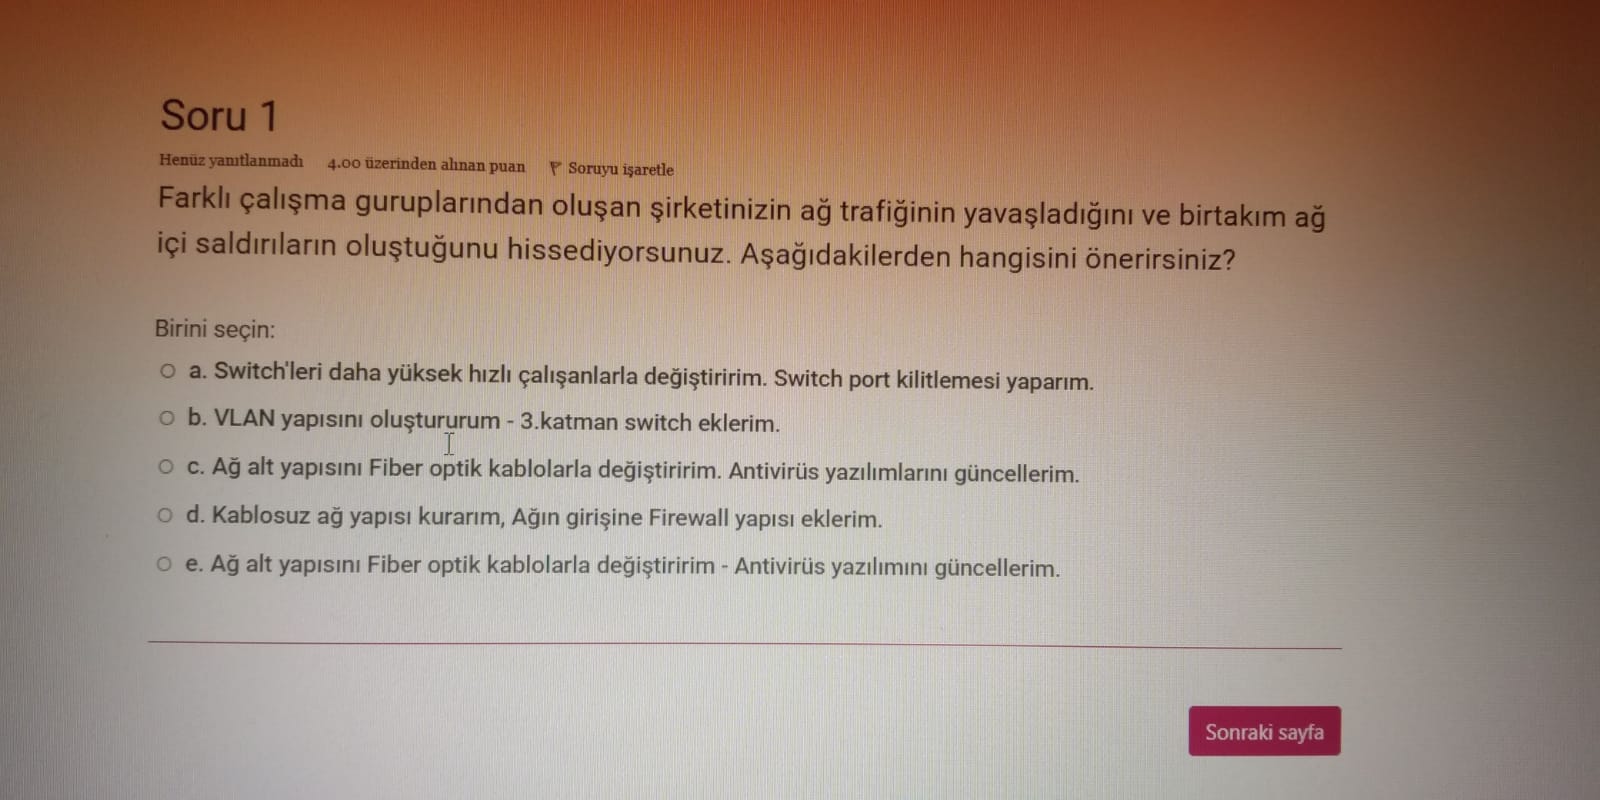 Soru 1
Henüz yanıtlanmadı 4.00 üzerinden alınan puan Soruyu işaretle
Farklı çalışma guruplarından oluşan şirketinizin ağ trafiğinin yavaşladığını ve birtakım ağ
içi saldırıların oluştuğunu hissediyorsunuz. Aşağıdakilerden hangisini önerirsiniz?
Birini seçin:
a. Switch'leri daha yüksek hızlı çalışanlarla değiştiririm. Switch port kilitlemesi yaparım.
b. VLAN yapısını oluştururum - 3.katman switch eklerim.
c. Ağ alt yapısını Fiber optik kablolarla değiştiririm. Antivirüs yazılımlarını güncellerim.
d. Kablosuz ağ yapısı kurarım, Ağın girişine Firewall yapısı eklerim.
e. Ağ alt yapısını Fiber optik kablolarla değiştiririm - Antivirüs yazılımını güncellerim.
Sonraki sayfa